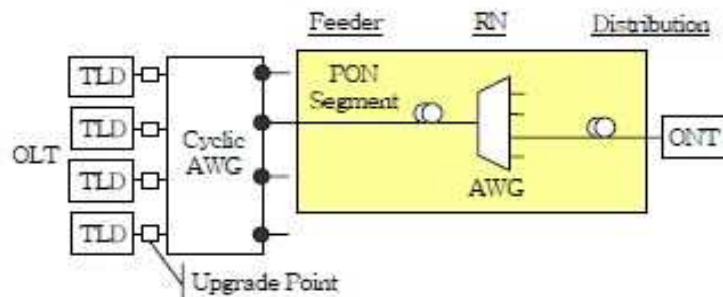 Feeder RN Distribution
TLD
PON
Segment
TLD
OLT
Cyclic
AWG
ONT
TLD
AWG
TLD
Upgrade Point